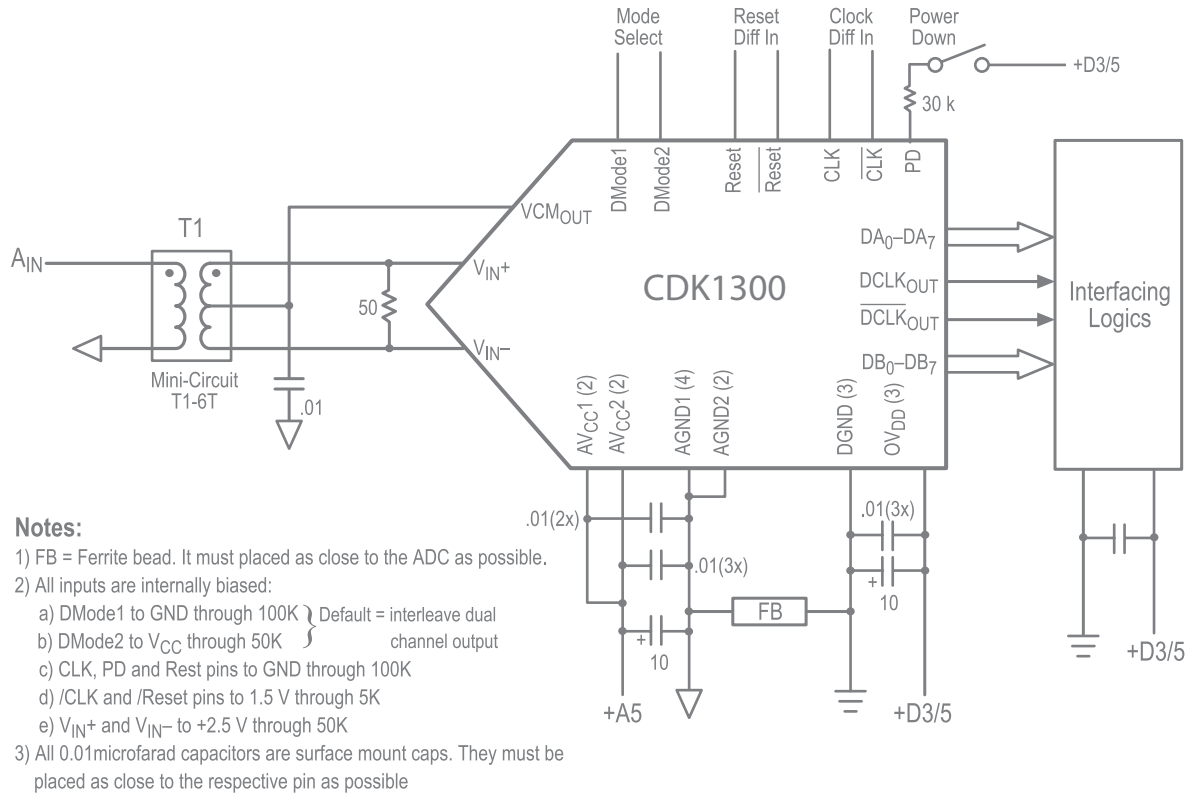 Mode
Select
Reset
Diff In
Clock
Diff In
Power
Down
+D3/5
30 k
DMode1
DMode2
Reset
Reset
CLK
CLK
PD
VCMOUT
T1
AIN
VIN+
50
VIN–
Mini-Circuit
T1-6T
.01
CDK1300
DA0–DA7
DCLKOUT
DCLKOUT
DB0–DB7
Interfacing
Logics
AVCC1 (2)
AVCC2 (2)
AGND1 (4)
AGND2 (2)
DGND (3)
OVDD (3)
.01(2x)
.01(3x)
.01(3x)
+
10
FB
+
10
+A5
+D3/5
+D3/5
Notes:
1) FB = Ferrite bead. It must placed as close to the ADC as possible.
2) All inputs are internally biased:
a) DMode1 to GND through 100K } Default = interleave dual
b) DMode2 to VCC through 50K channel output
c) CLK, PD and Rest pins to GND through 100K
d) /CLK and /Reset pins to 1.5 V through 5K
e) VIN+ and VIN– to +2.5 V through 50K
3) All 0.01microfarad capacitors are surface mount caps. They must be
placed as close to the respective pin as possible